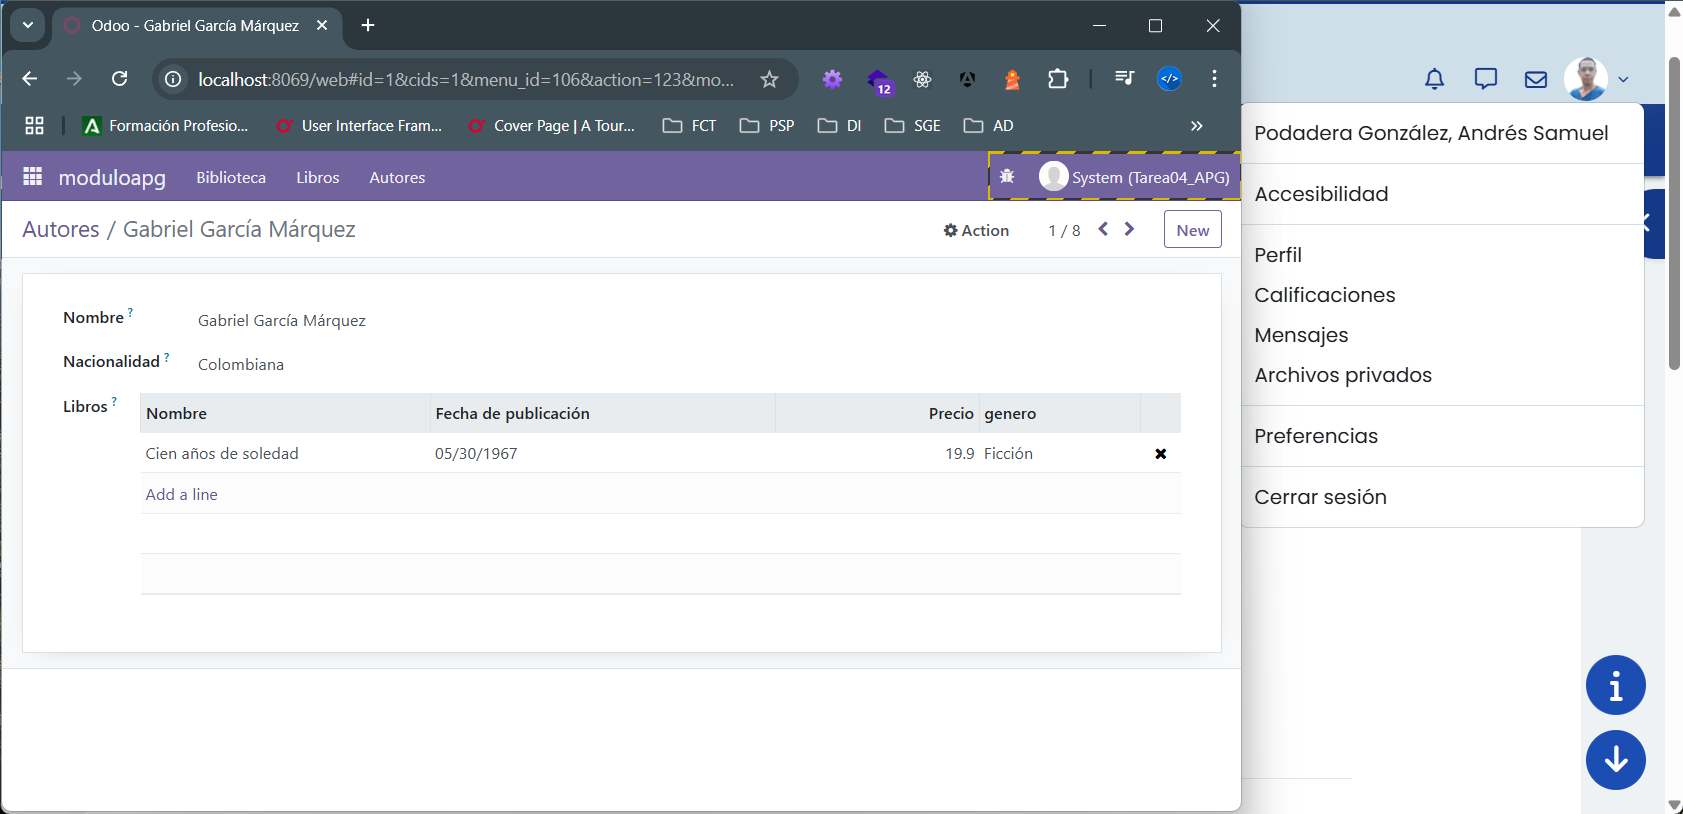 Odoo - Gabriel García Márquez
localhost:8069/web#id=1&cids=1&menu_id=106&action=123&mo...
12
Formación Profesio...
User Interface Fram...
Cover Page | A Tour...
FCT
PSP
DI
SGE
AD
moduloapg
Biblioteca
Libros
Autores
System (Tarea04_APG)
Autores / Gabriel García Márquez
Action
1 / 8
New
Nombre ?
Gabriel García Márquez
Nacionalidad ?
Colombiana
Libros ?
Nombre
Fecha de publicación
Precio
genero
Cien años de soledad
05/30/1967
19.9
Ficción
Add a line
Podadera González, Andrés Samuel
Accesibilidad
Perfil
Calificaciones
Mensajes
Archivos privados
Preferencias
Cerrar sesión